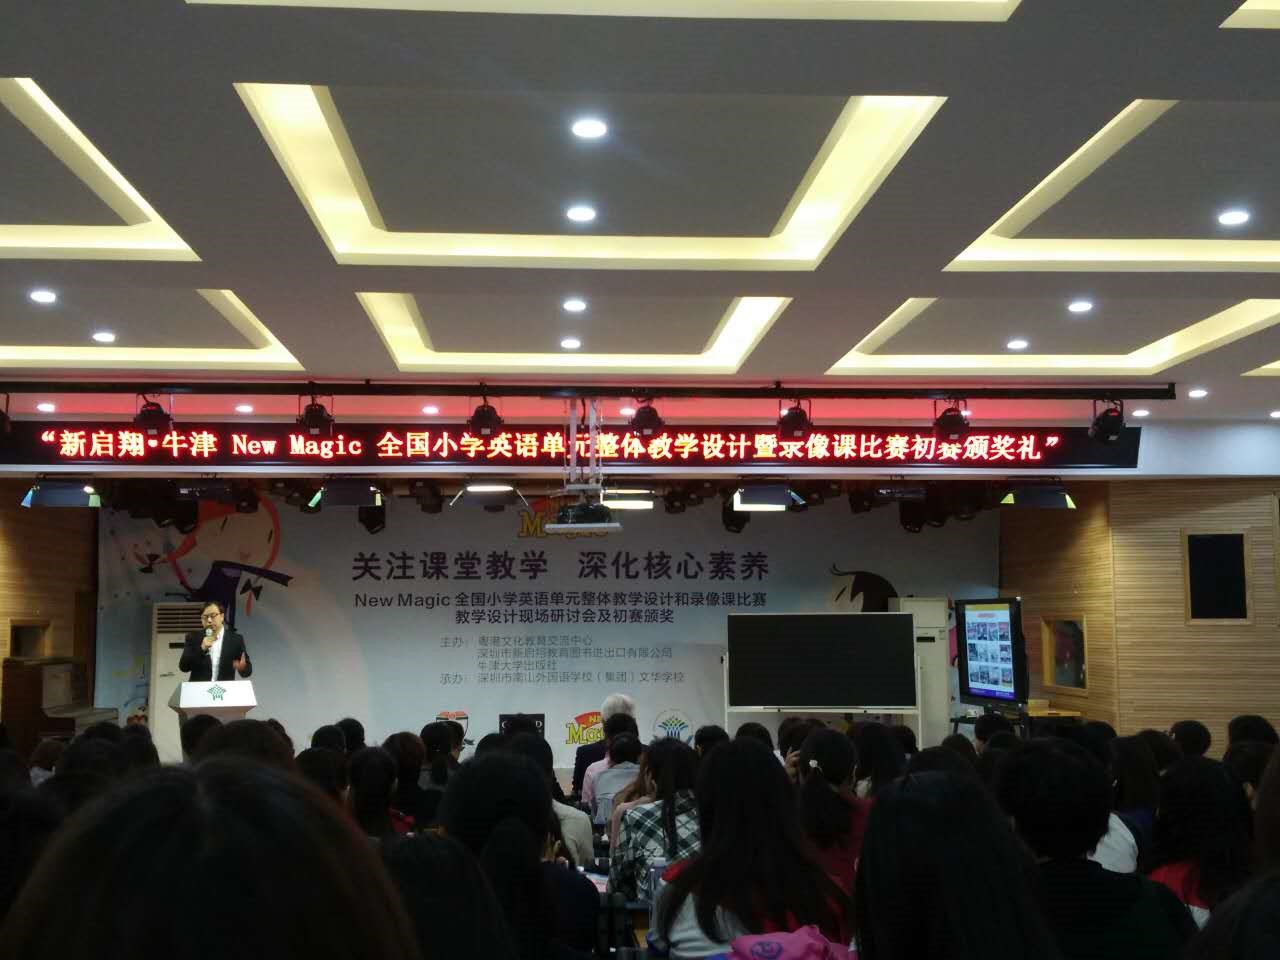 “新启翔·牛津 New Magic 全国小学英语单元整体教学设计暨录像课比赛初赛颁奖礼”
关注课堂教学 深化核心素养
New Magic 全国小学英语单元整体教学设计和录像课比赛
教学设计现场研讨会及初赛颁奖
主办：粤港文化教育交流中心
深圳市新启翔教育图书进出口有限公司
牛津大学出版社
承办：深圳市南山外国语学校（集团）文华学校